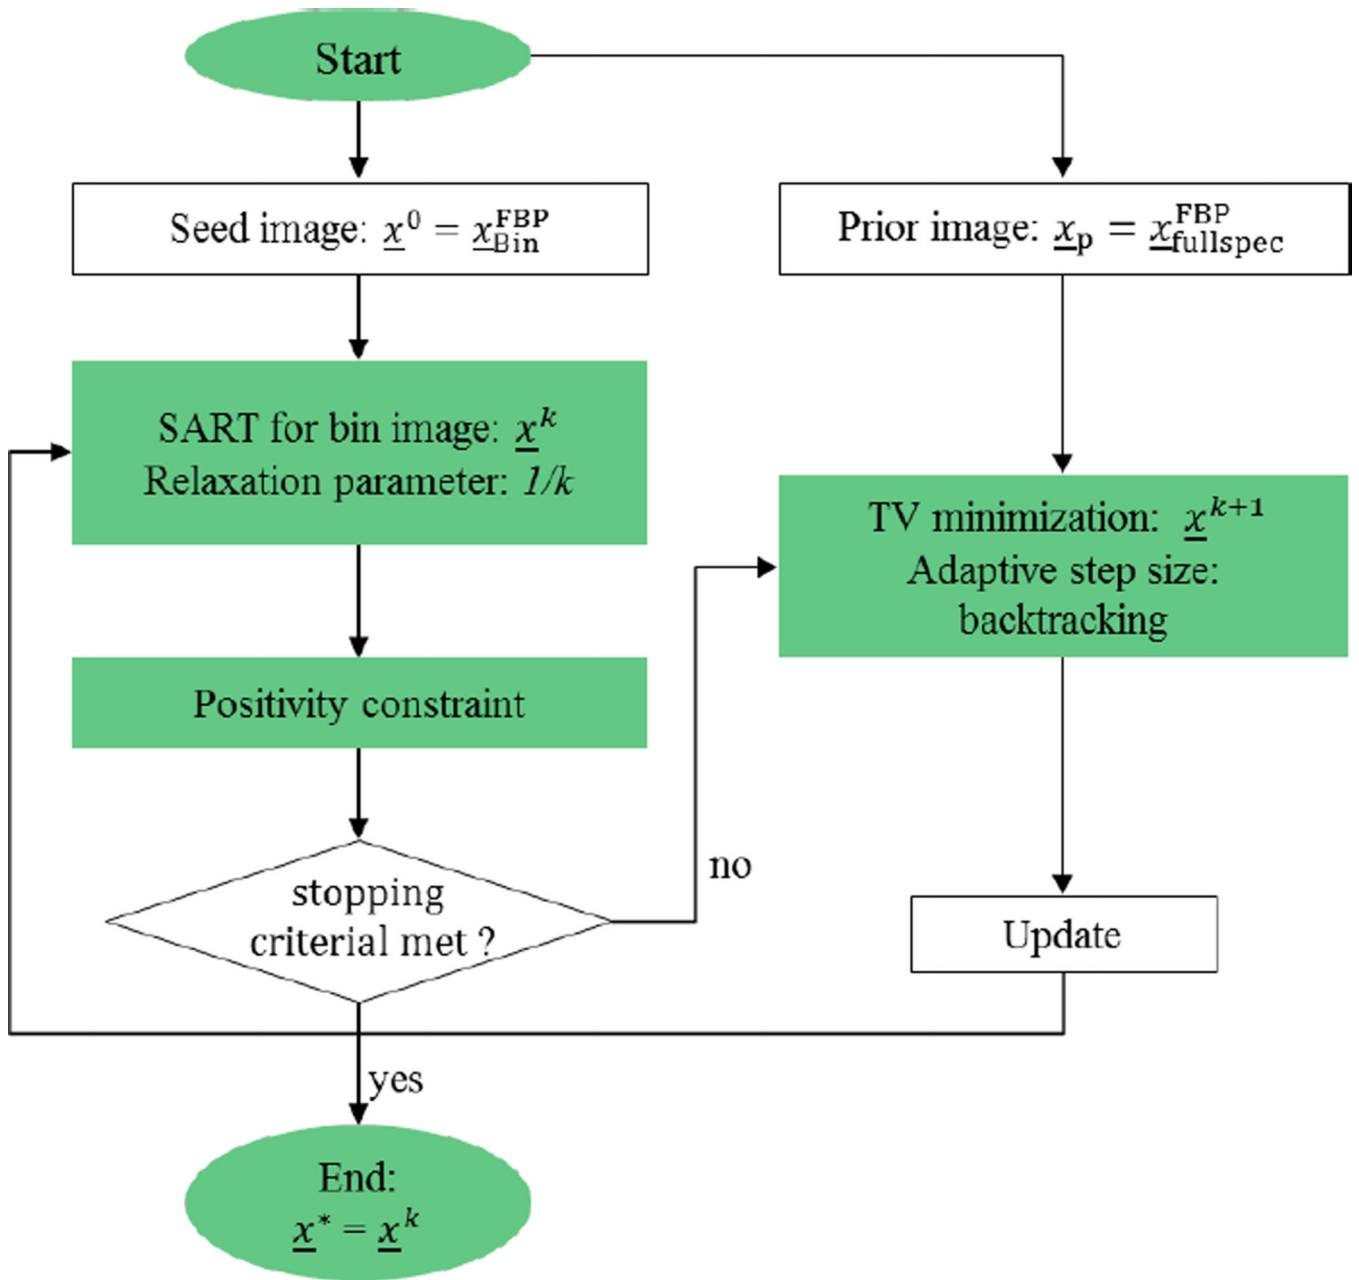 Start
Seed image: x⁰ = x_Bin^FBP
Prior image: x_p = x_fullspec^FBP
SART for bin image: x^k
Relaxation parameter: 1/k
Positivity constraint
stopping
criterial met ?
no
yes
TV minimization: x^k+1
Adaptive step size:
backtracking
Update
End:
x* = x^k